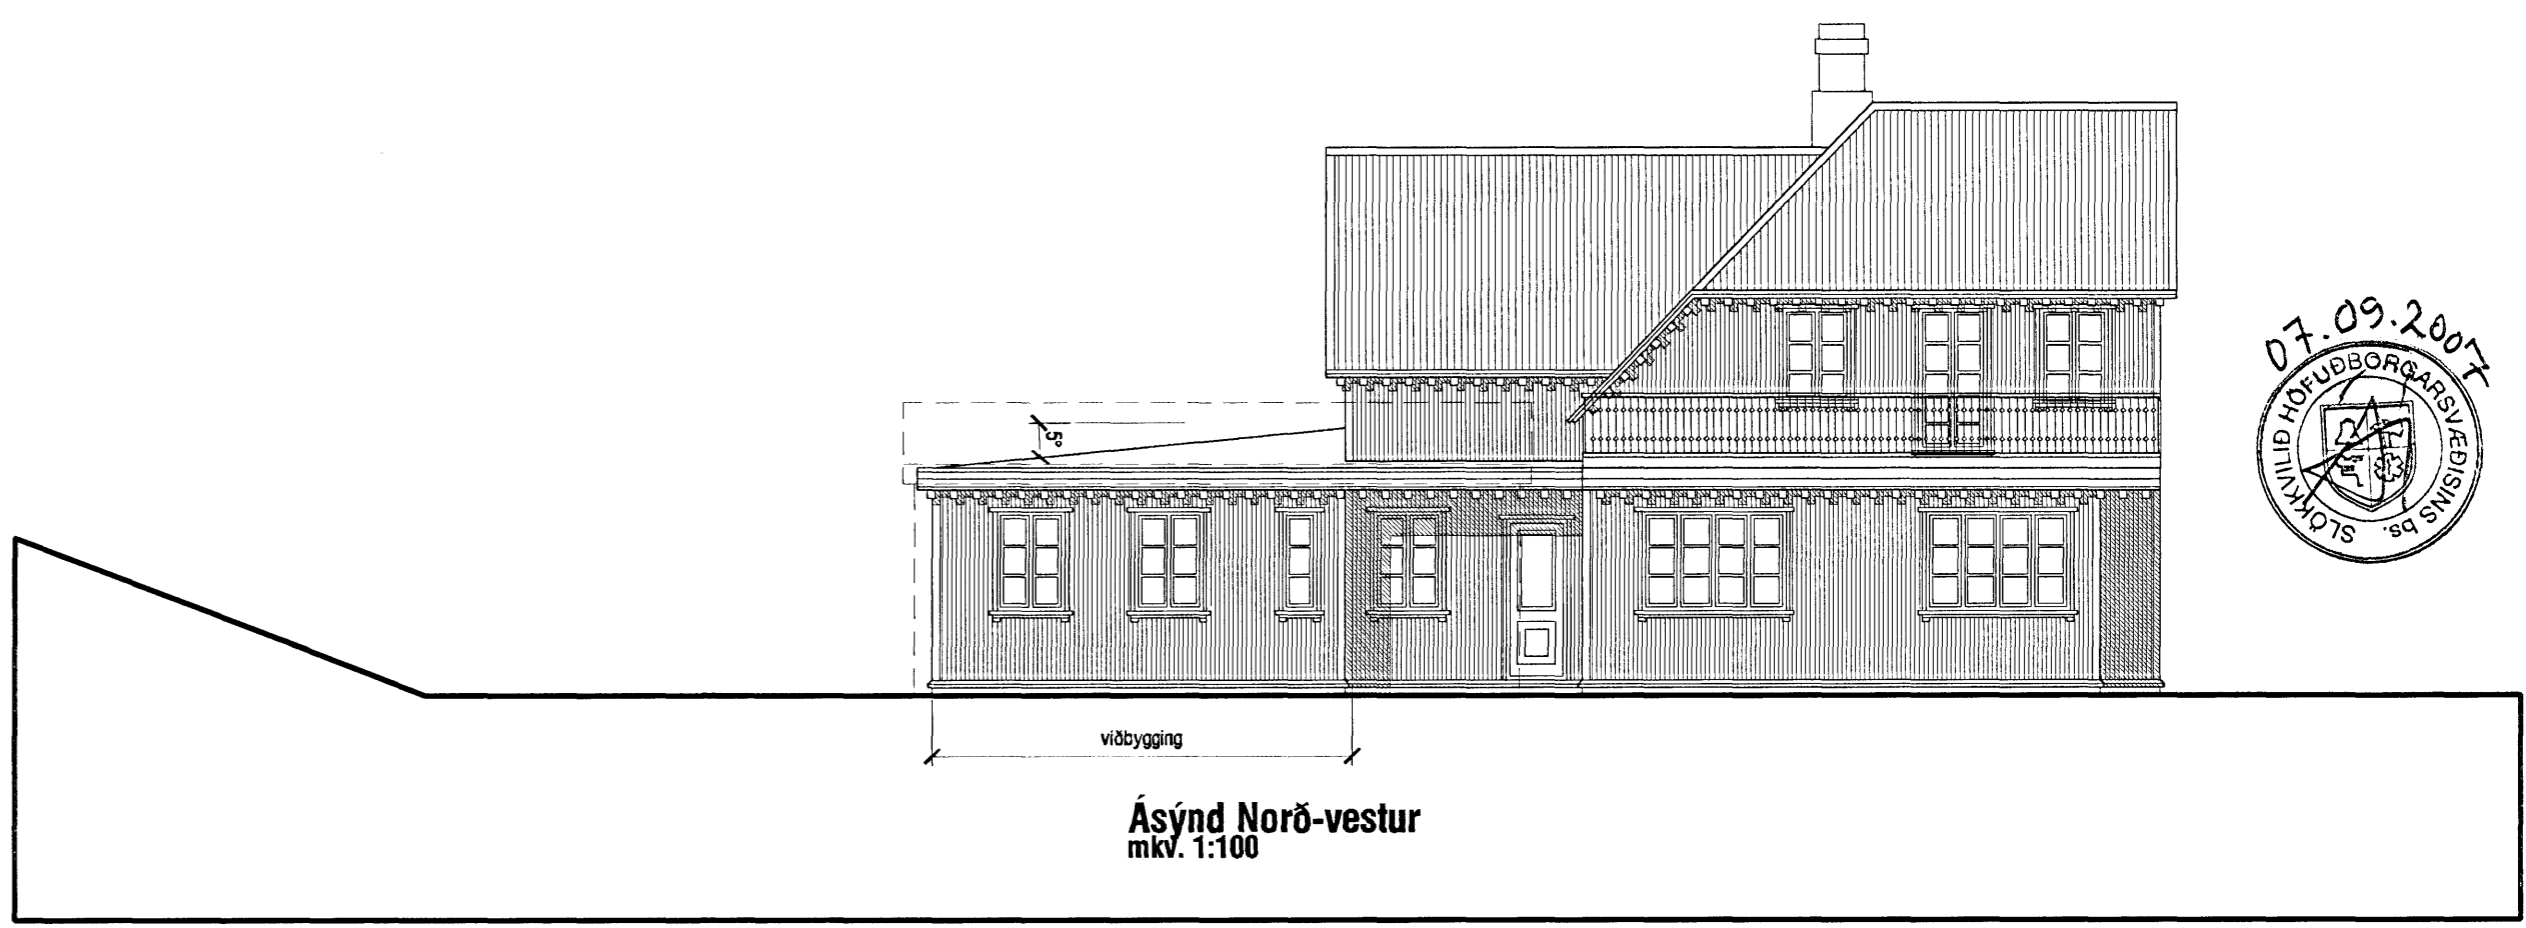 07.09.2007
SLÖKKVILIÐ HÖFUÐBORGARSVÆÐISINS bs.
5°
viðbygging
Ásýnd Norð-vestur
mkv. 1:100